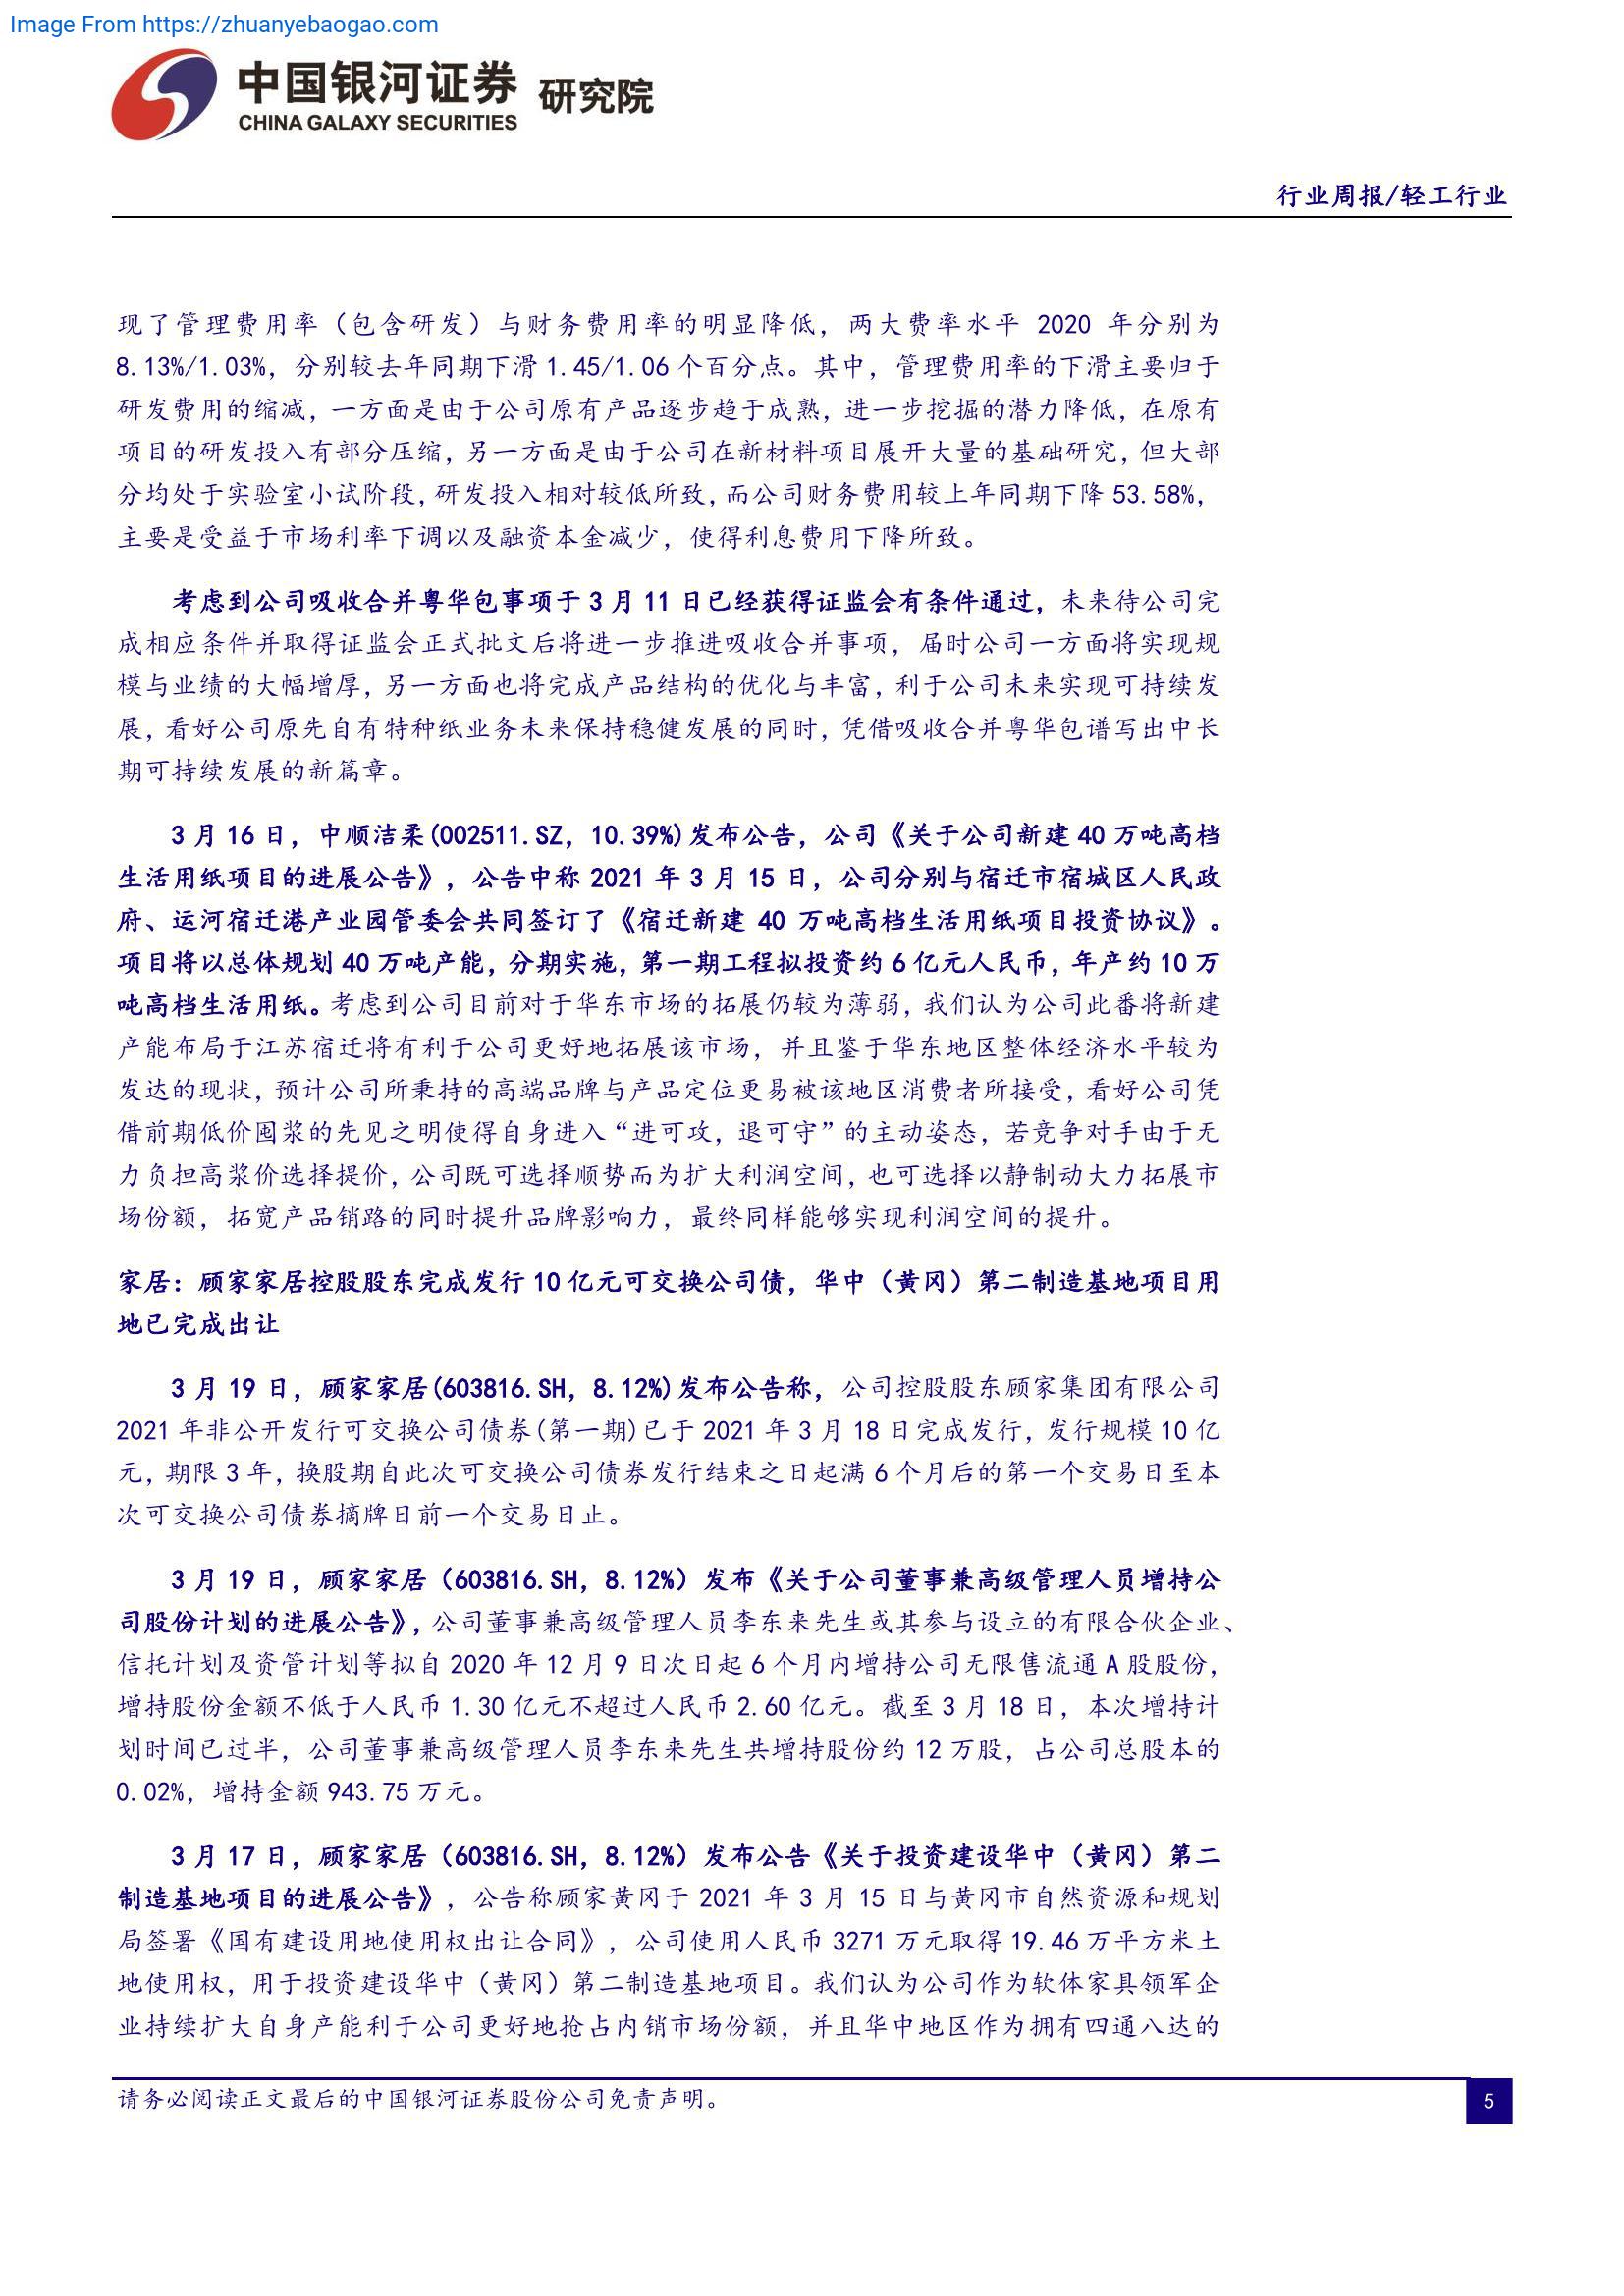 Image From https://zhuanyebaogao.com
中国银河证券 研究院
CHINA GALAXY SECURITIES
行业周报/轻工行业
现了管理费用率（包含研发）与财务费用率的明显降低，两大费率水平 2020 年分别为
8.13%/1.03%，分别较去年同期下滑 1.45/1.06 个百分点。其中，管理费用率的下滑主要归于
研发费用的缩减，一方面是由于公司原有产品逐步趋于成熟，进一步挖掘的潜力降低，在原有
项目的研发投入有部分压缩，另一方面是由于公司在新材料项目展开大量的基础研究，但大部
分均处于实验室小试阶段，研发投入相对较低所致，而公司财务费用较上年同期下降 53.58%，
主要是受益于市场利率下调以及融资本金减少，使得利息费用下降所致。
考虑到公司吸收合并粤华包事项于 3 月 11 日已经获得证监会有条件通过，未来待公司完
成相应条件并取得证监会正式批文后将进一步推进吸收合并事项，届时公司一方面将实现规
模与业绩的大幅增厚，另一方面也将完成产品结构的优化与丰富，利于公司未来实现可持续发
展，看好公司原先自有特种纸业务未来保持稳健发展的同时，凭借吸收合并粤华包谱写出中长
期可持续发展的新篇章。
3 月 16 日，中顺洁柔(002511.SZ，10.39%)发布公告，公司《关于公司新建 40 万吨高档
生活用纸项目的进展公告》，公告中称 2021 年 3 月 15 日，公司分别与宿迁市宿城区人民政
府、运河宿迁港产业园管委会共同签订了《宿迁新建 40 万吨高档生活用纸项目投资协议》。
项目将以总体规划 40 万吨产能，分期实施，第一期工程拟投资约 6 亿元人民币，年产约 10 万
吨高档生活用纸。考虑到公司目前对于华东市场的拓展仍较为薄弱，我们认为公司此番将新建
产能布局于江苏宿迁将有利于公司更好地拓展该市场，并且鉴于华东地区整体经济水平较为
发达的现状，预计公司所秉持的高端品牌与产品定位更易被该地区消费者所接受，看好公司凭
借前期低价囤浆的先见之明使得自身进入“进可攻，退可守”的主动姿态，若竞争对手由于无
力负担高浆价选择提价，公司既可选择顺势而为扩大利润空间，也可选择以静制动大力拓展市
场份额，拓宽产品销路的同时提升品牌影响力，最终同样能够实现利润空间的提升。
家居：顾家家居控股股东完成发行 10 亿元可交换公司债，华中（黄冈）第二制造基地项目用
地已完成出让
3 月 19 日，顾家家居(603816.SH，8.12%)发布公告称，公司控股股东顾家集团有限公司
2021 年非公开发行可交换公司债券(第一期)已于 2021 年 3 月 18 日完成发行，发行规模 10 亿
元，期限 3 年，换股期自此次可交换公司债券发行结束之日起满 6 个月后的第一个交易日至本
次可交换公司债券摘牌日前一个交易日止。
3 月 19 日，顾家家居（603816.SH，8.12%）发布《关于公司董事兼高级管理人员增持公
司股份计划的进展公告》，公司董事兼高级管理人员李东来先生或其参与设立的有限合伙企业、
信托计划及资管计划等拟自 2020 年 12 月 9 日次日起 6 个月内增持公司无限售流通 A 股股份，
增持股份金额不低于人民币 1.30 亿元不超过人民币 2.60 亿元。截至 3 月 18 日，本次增持计
划时间已过半，公司董事兼高级管理人员李东来先生共增持股份约 12 万股，占公司总股本的
0.02%，增持金额 943.75 万元。
3 月 17 日，顾家家居（603816.SH，8.12%）发布公告《关于投资建设华中（黄冈）第二
制造基地项目的进展公告》，公告称顾家黄冈于 2021 年 3 月 15 日与黄冈市自然资源和规划
局签署《国有建设用地使用权出让合同》，公司使用人民币 3271 万元取得 19.46 万平方米土
地使用权，用于投资建设华中（黄冈）第二制造基地项目。我们认为公司作为软体家具领军企
业持续扩大自身产能利于公司更好地抢占内销市场份额，并且华中地区作为拥有四通八达的
请务必阅读正文最后的中国银河证券股份公司免责声明。
5